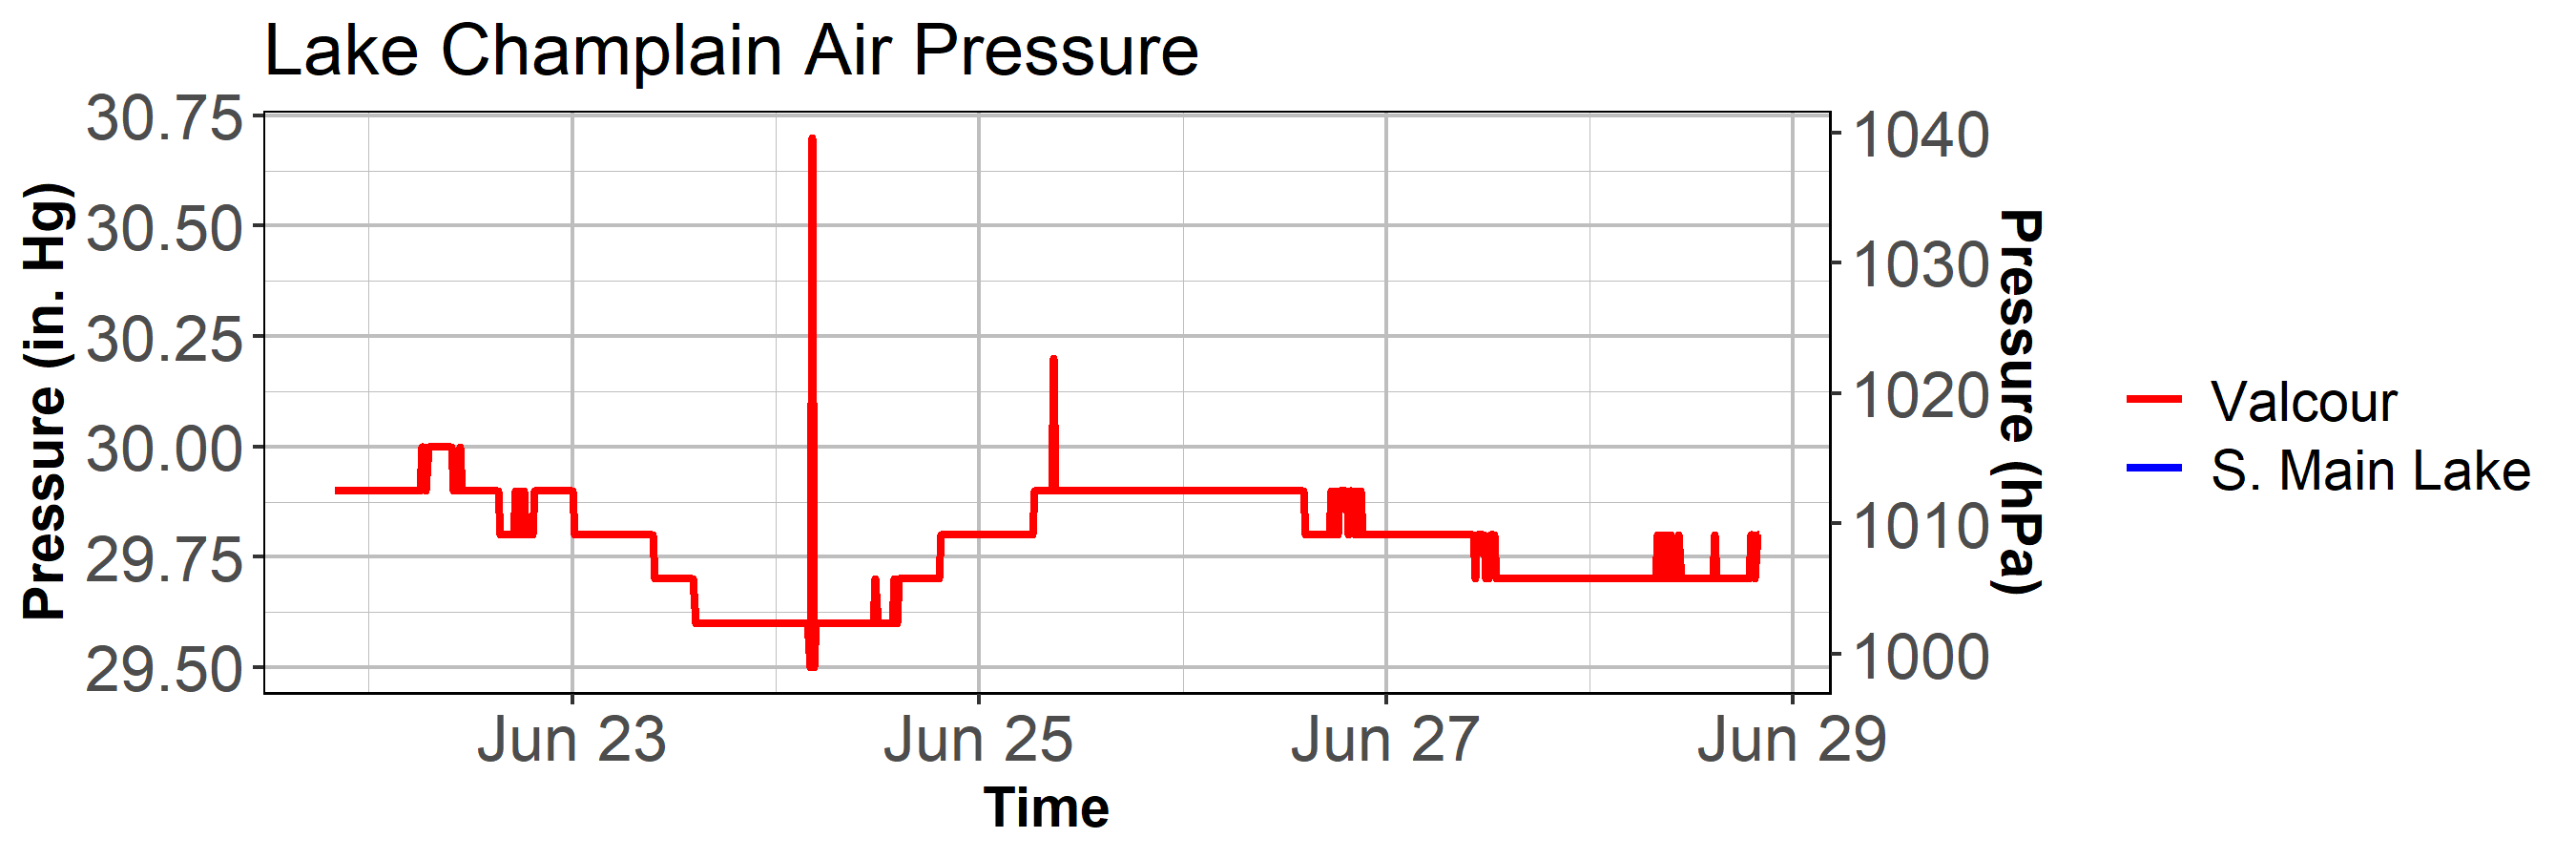 Lake Champlain Air Pressure
Pressure (in. Hg)
30.75
30.50
30.25
30.00
29.75
29.50
1040
1030
1020
1010
1000
Pressure (hPa)
Valcour
S. Main Lake
Jun 23
Jun 25
Jun 27
Jun 29
Time